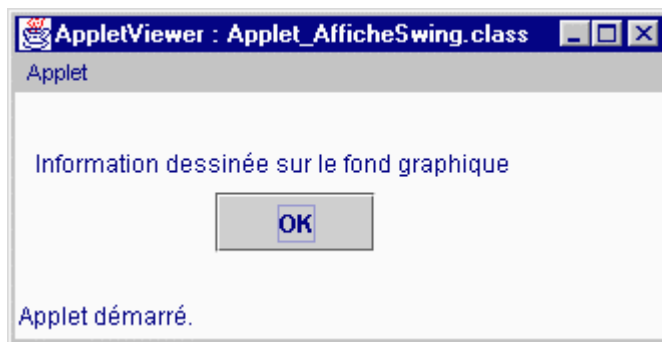 AppletViewer : Applet_AfficheSwing.class
Applet
Information dessinée sur le fond graphique
OK
Applet démarré.